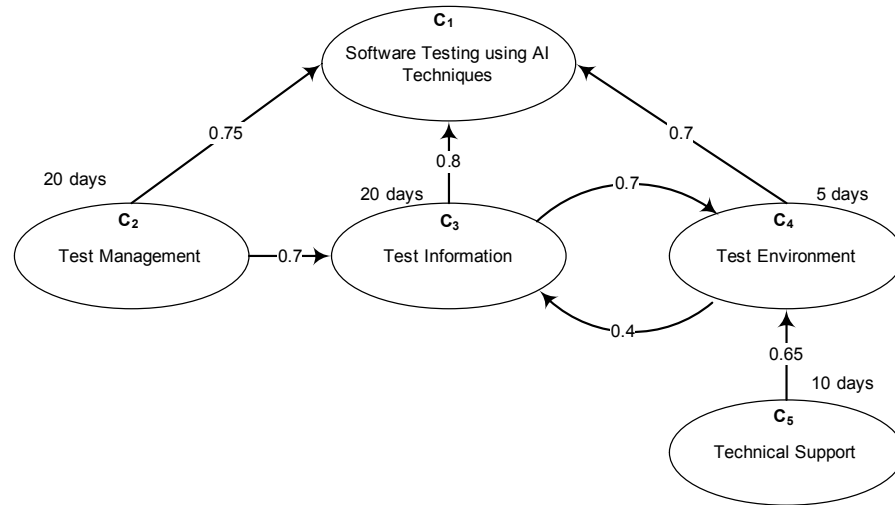 C1
Software Testing using AI
Techniques
0.75
0.7
0.8
20 days
20 days
0.7
5 days
C2
Test Management
C3
Test Information
C4
Test Environment
0.7
0.4
0.65
10 days
C5
Technical Support